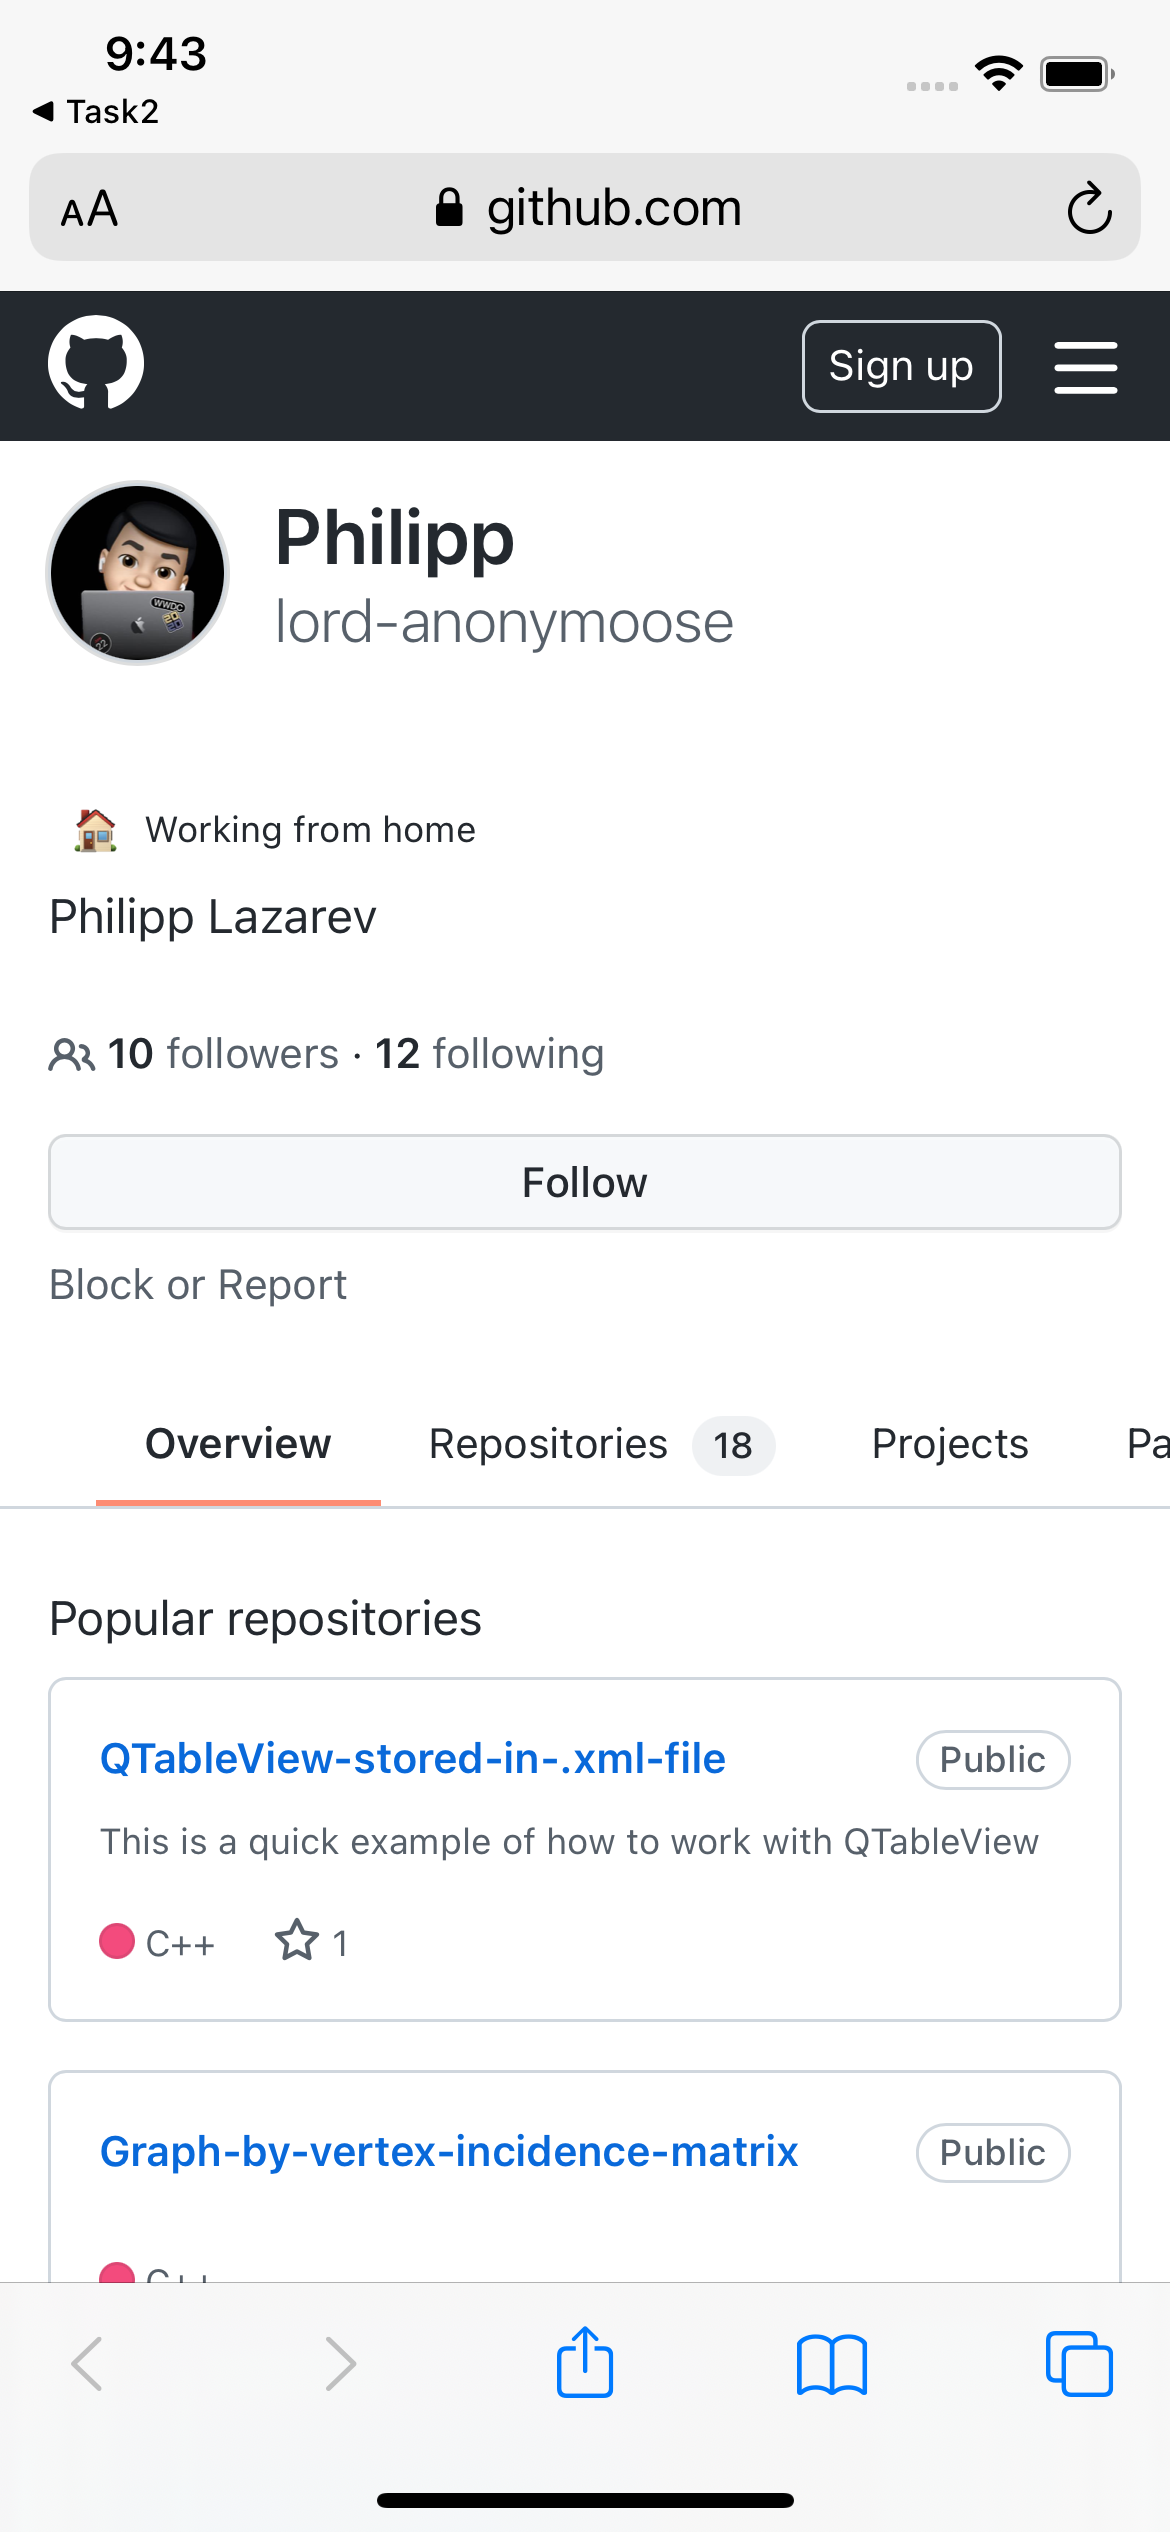 9:43
Task2
AA
github.com
Sign up
Philipp
lord-anonymoose
WWDC
Working from home
Philipp Lazarev
10 followers · 12 following
Follow
Block or Report
Overview Repositories 18 Projects Pa
Popular repositories
QTableView-stored-in-.xml-file Public
This is a quick example of how to work with QTableView
C++ 1
Graph-by-vertex-incidence-matrix Public
C++